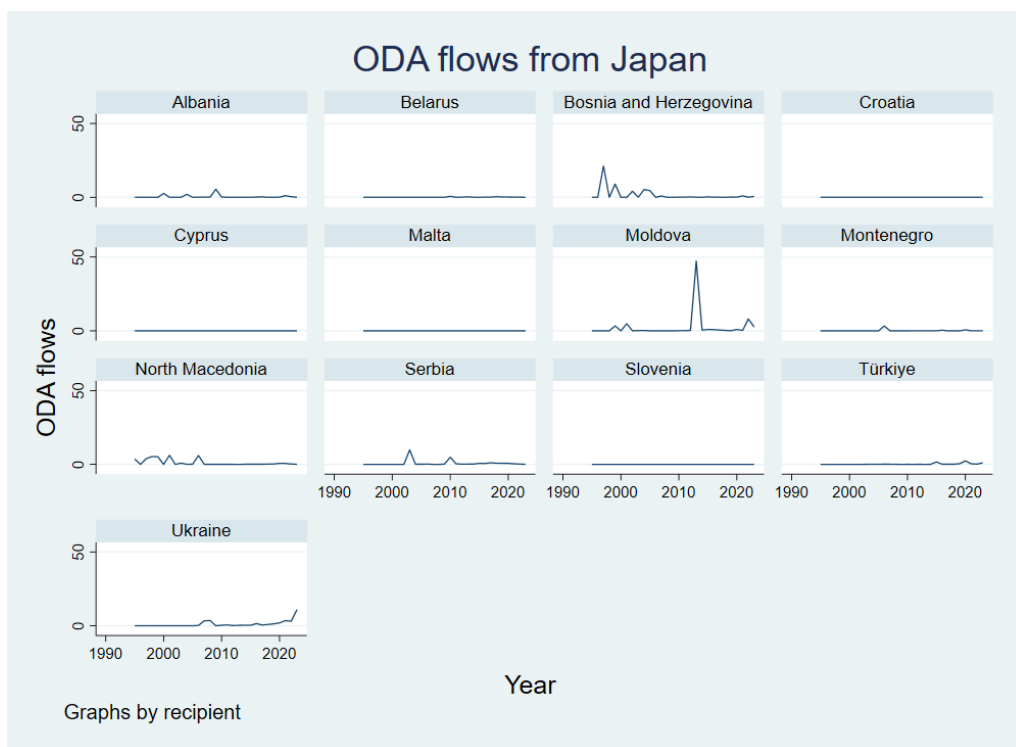 ODA flows from Japan
Albania
Belarus
Bosnia and Herzegovina
Croatia
50
0
Cyprus
Malta
Moldova
Montenegro
50
0
North Macedonia
Serbia
Slovenia
Türkiye
50
0
1990 2000 2010 2020
1990 2000 2010 2020
1990 2000 2010 2020
Ukraine
50
0
1990 2000 2010 2020
ODA flows
Year
Graphs by recipient